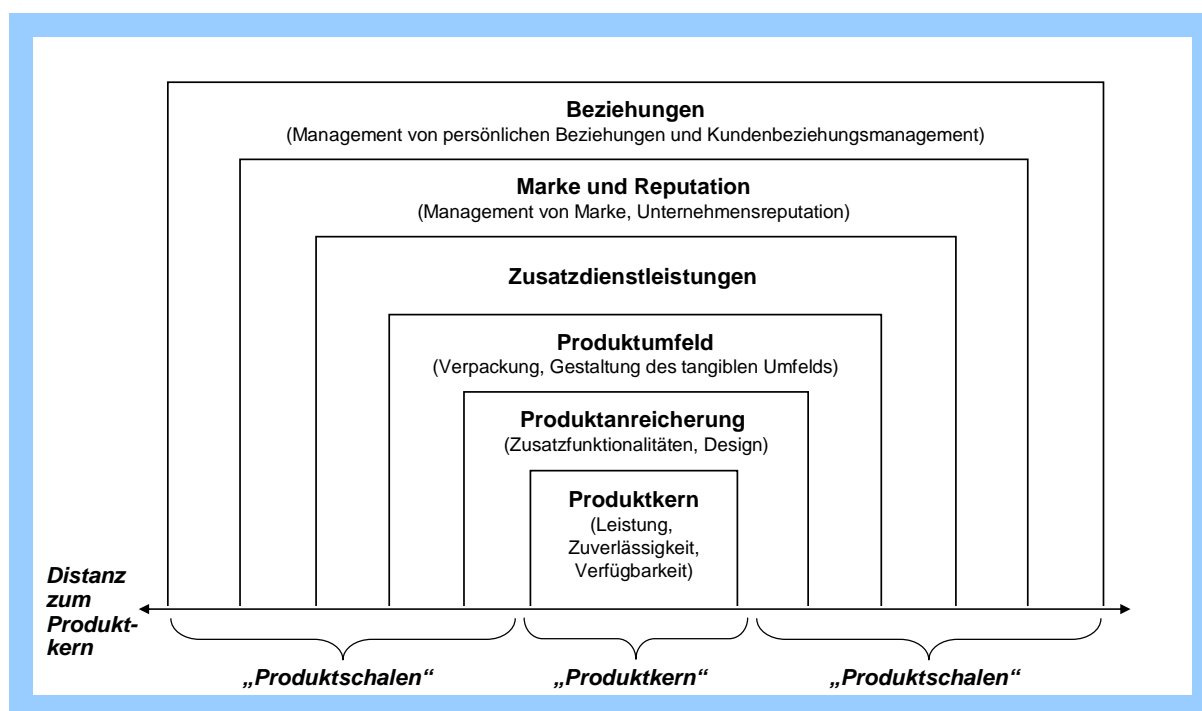 Beziehungen
(Management von persönlichen Beziehungen und Kundenbeziehungsmanagement)
Marke und Reputation
(Management von Marke, Unternehmensreputation)
Zusatzdienstleistungen
Produktumfeld
(Verpackung, Gestaltung des tangiblen Umfelds)
Produktanreicherung
(Zusatzfunktionalitäten, Design)
Produktkern
(Leistung,
Zuverlässigkeit,
Verfügbarkeit)
Distanz
zum
Produkt-
kern
„Produktschalen“
„Produktkern“
„Produktschalen“